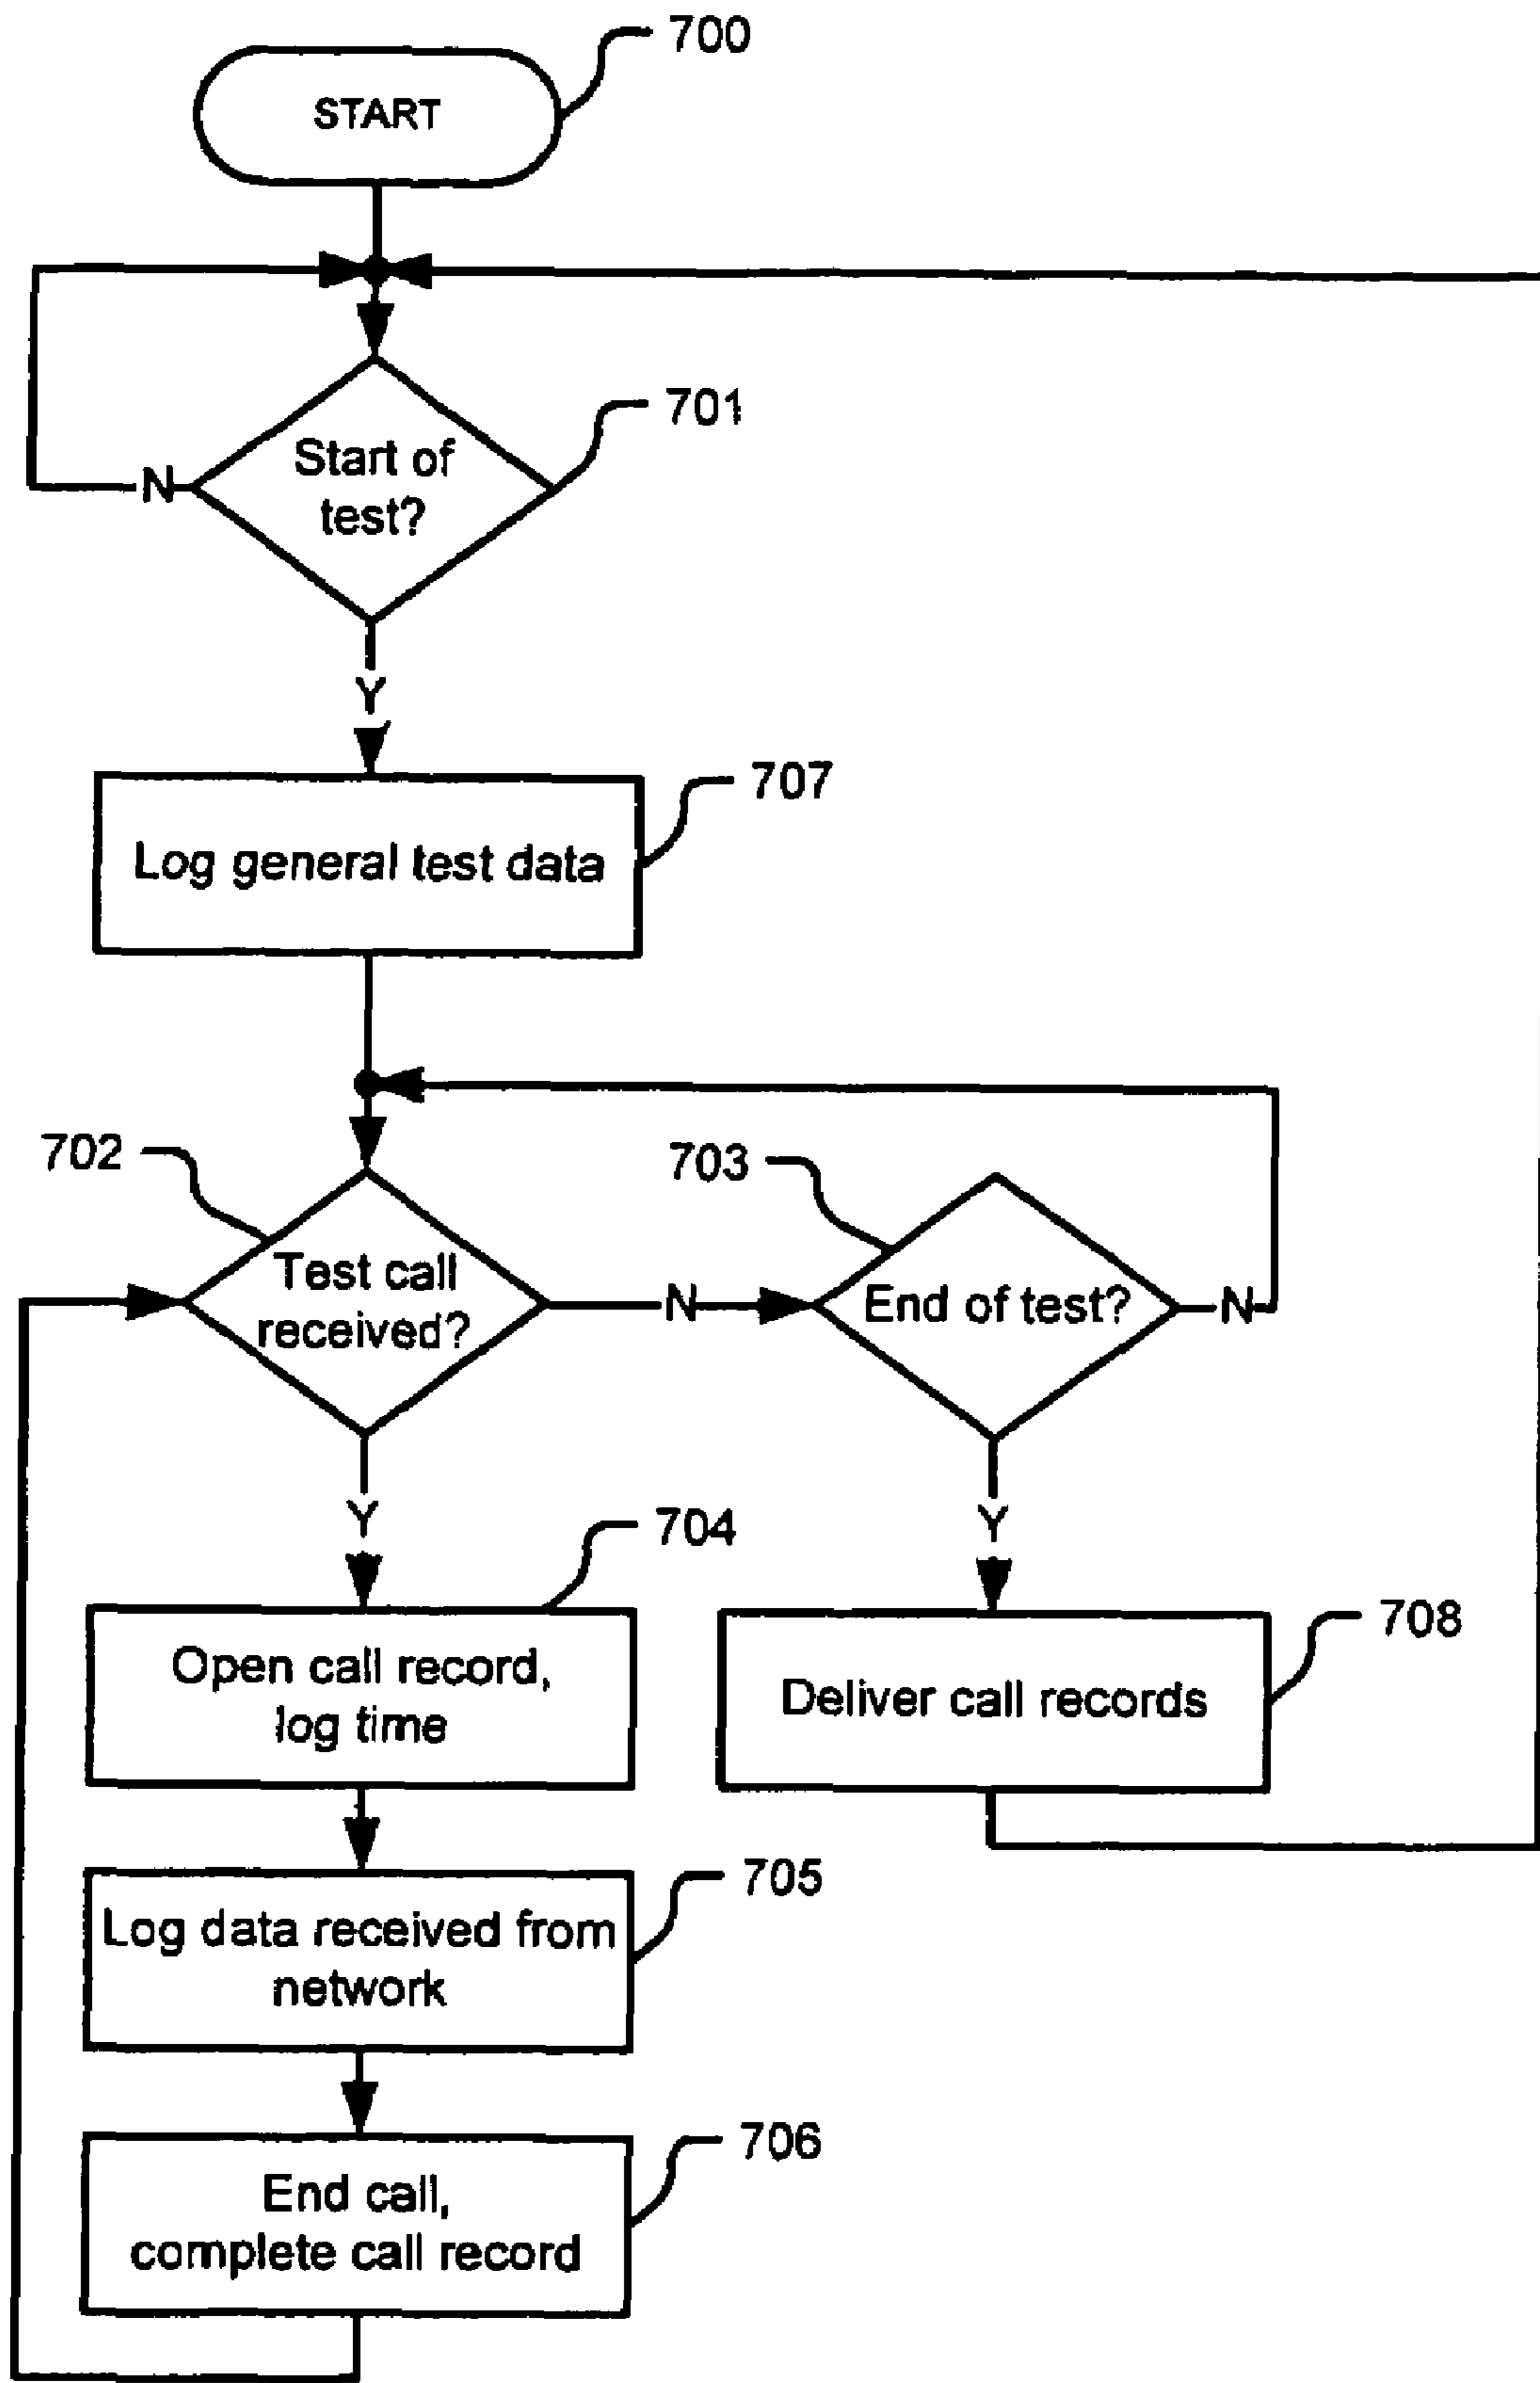 700
START
701
Start of
test?
N
Y
707
Log general test data
702
703
Test call
received?
N
End of test?
N
Y
Y
704
708
Open call record,
log time
Deliver call records
705
Log data received from
network
706
End call,
complete call record